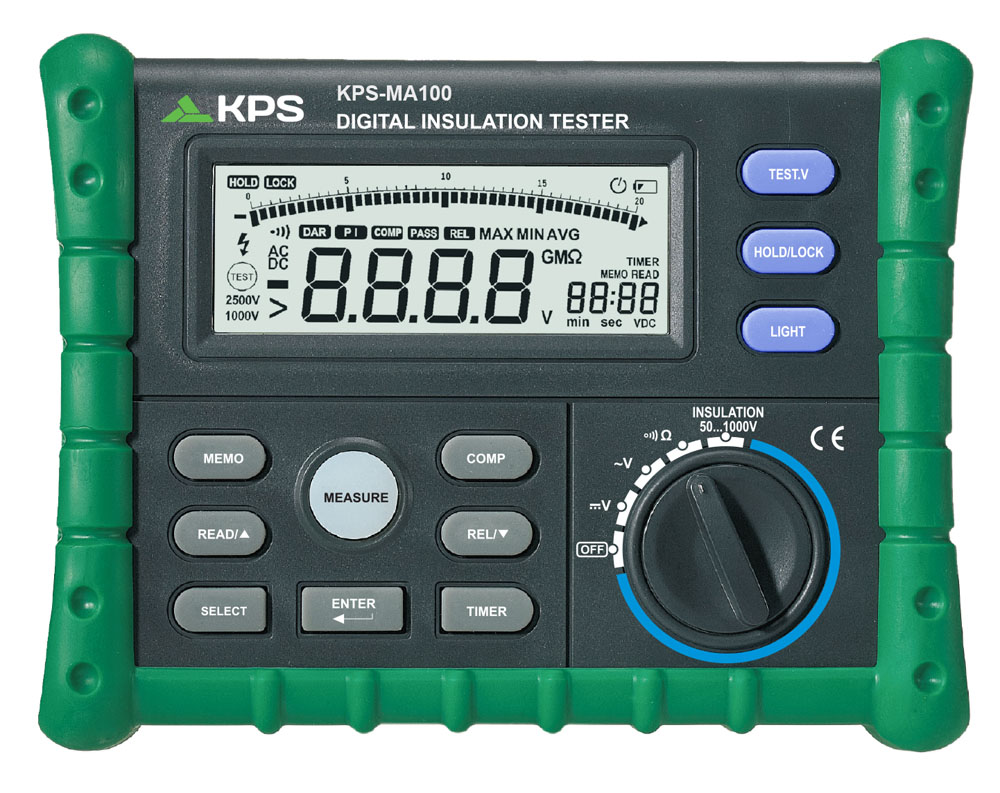 KPS
KPS-MA100
DIGITAL INSULATION TESTER
HOLD LOCK
0 5 10 15 20
DAR PI COMP PASS REL MAX MIN AVG
AC
DC
TEST
2500V
1000V
>
8.8.8.8
GMΩ
V
TIMER
MEMO READ
88:88
min sec VDC
TEST.V
HOLD/LOCK
LIGHT
MEMO
MEASURE
COMP
READ/▲
REL/▼
SELECT
ENTER
TIMER
INSULATION
50...1000V
Ω
~V
⎓V
OFF
CE